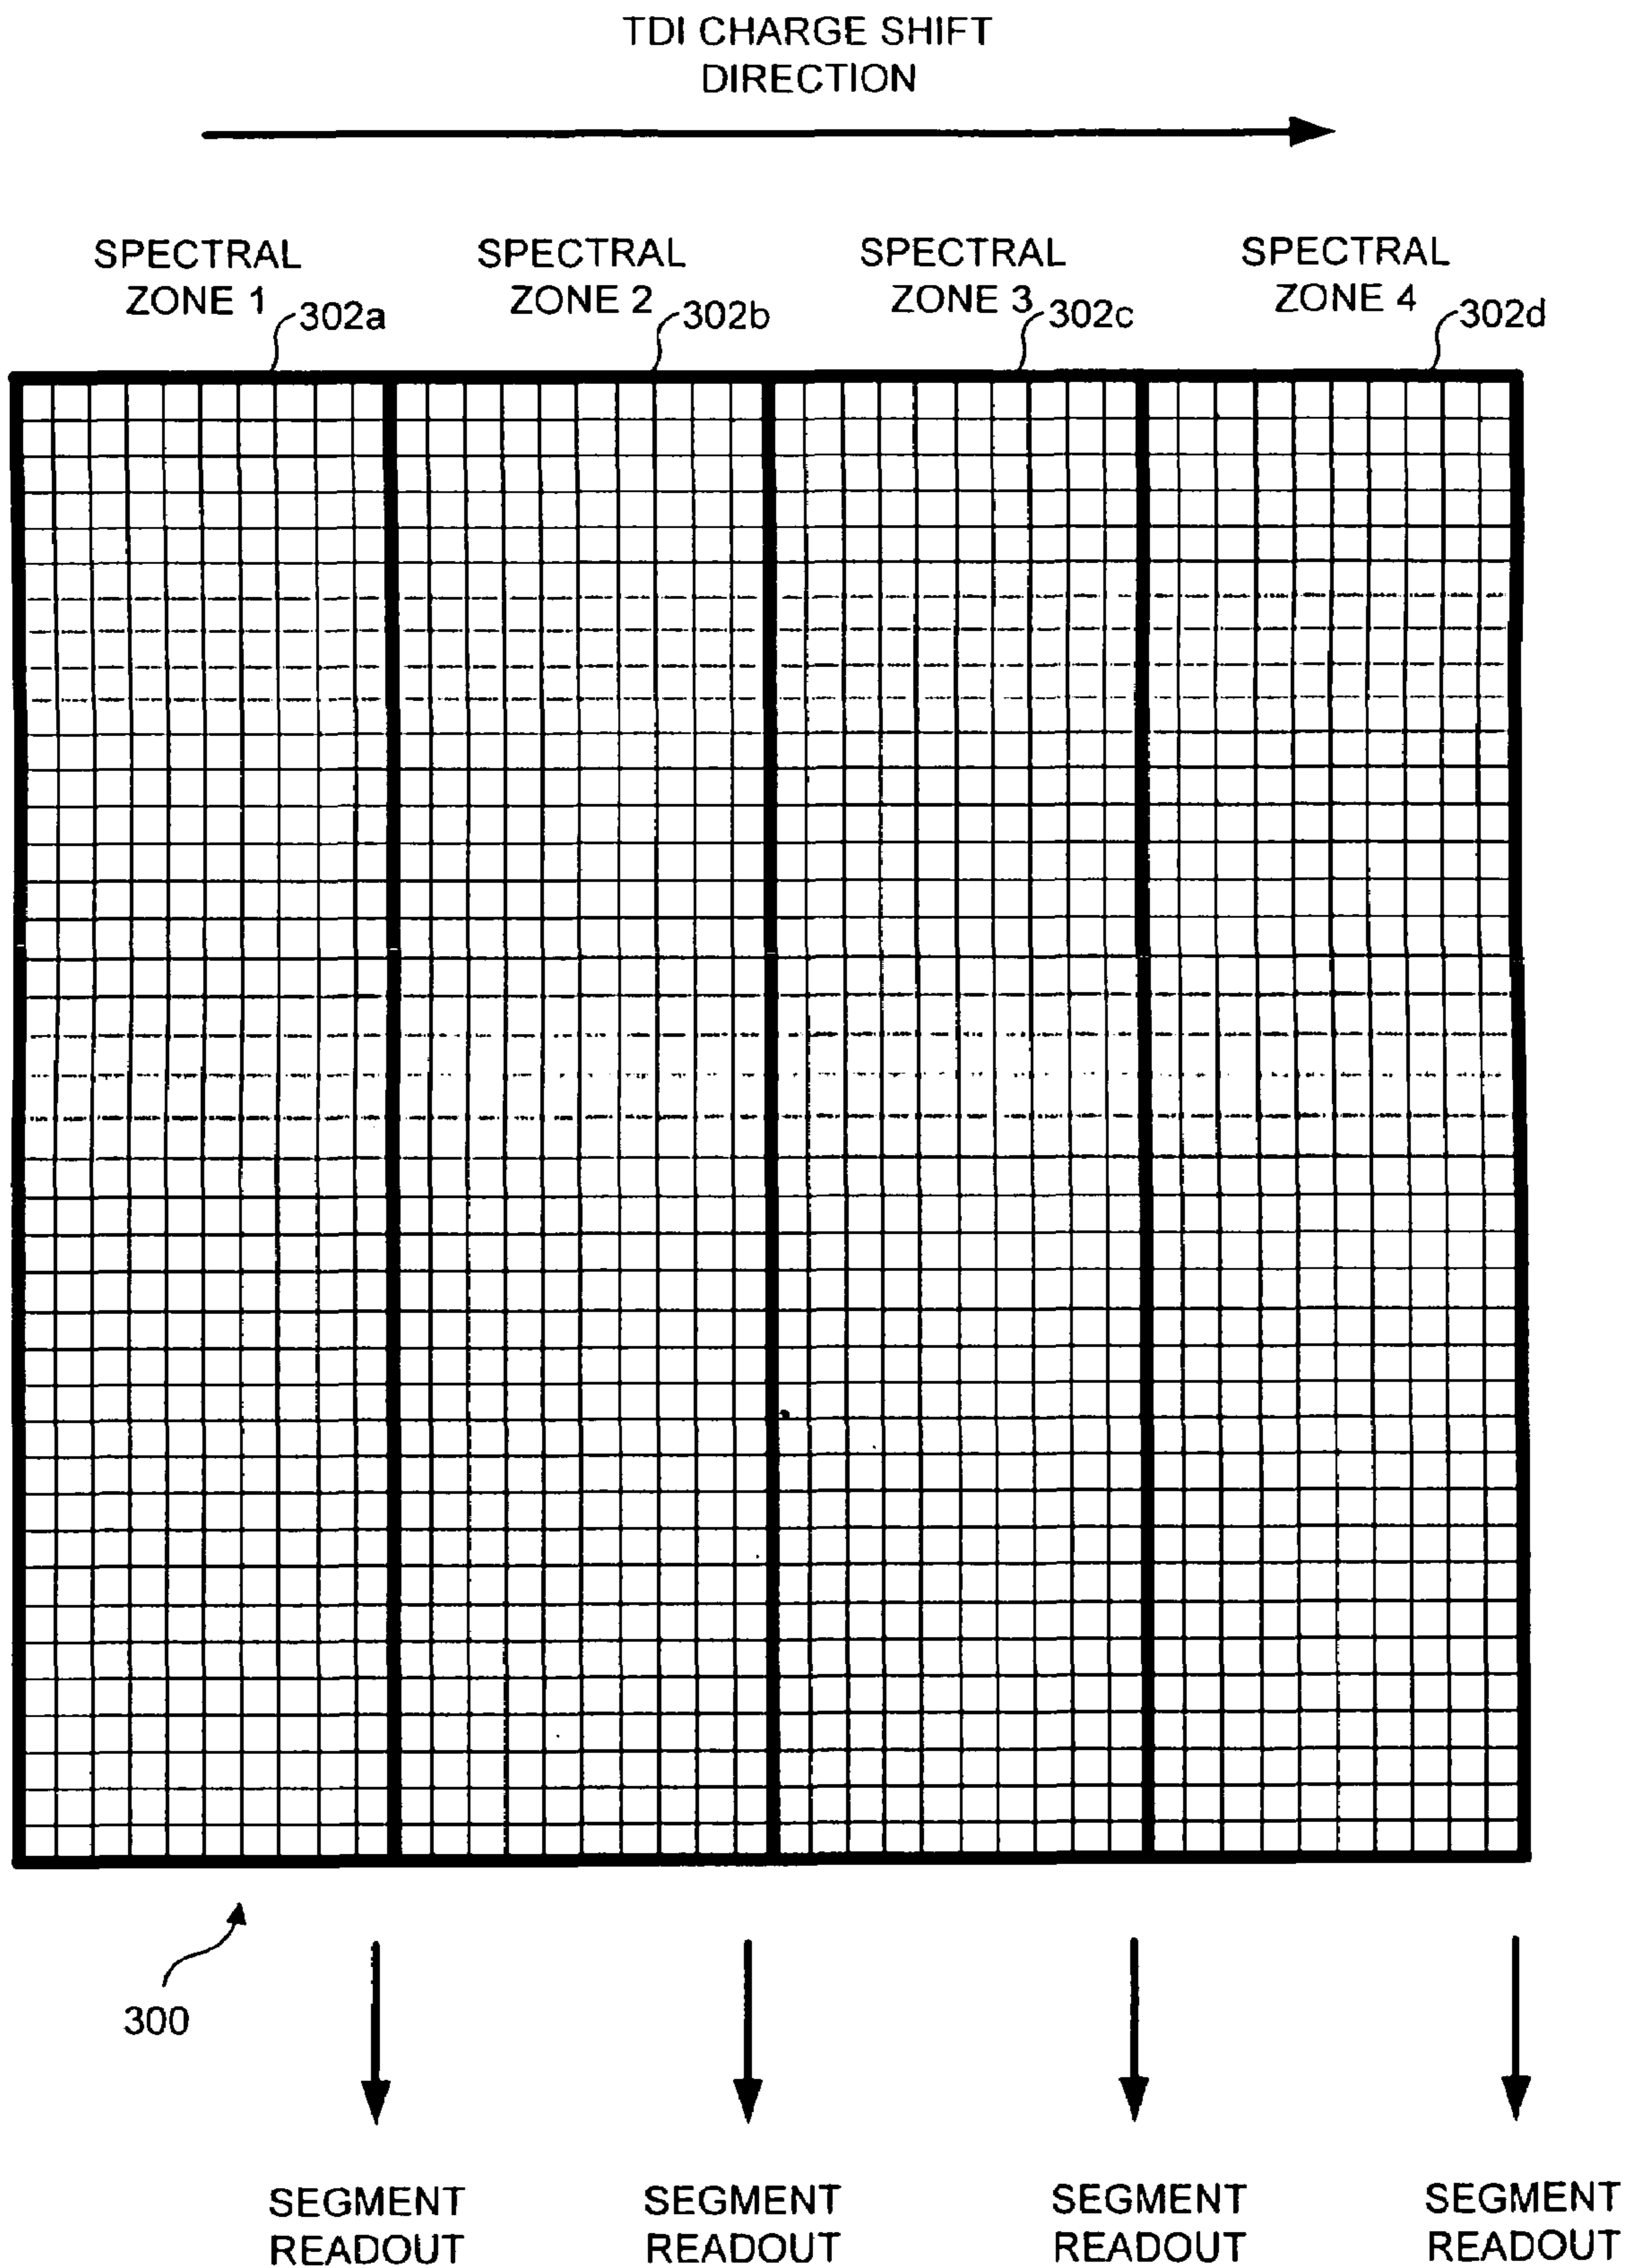 TDI CHARGE SHIFT
DIRECTION
SPECTRAL
ZONE 1
302a
SPECTRAL
ZONE 2
302b
SPECTRAL
ZONE 3
302c
SPECTRAL
ZONE 4
302d
300
SEGMENT
READOUT
SEGMENT
READOUT
SEGMENT
READOUT
SEGMENT
READOUT